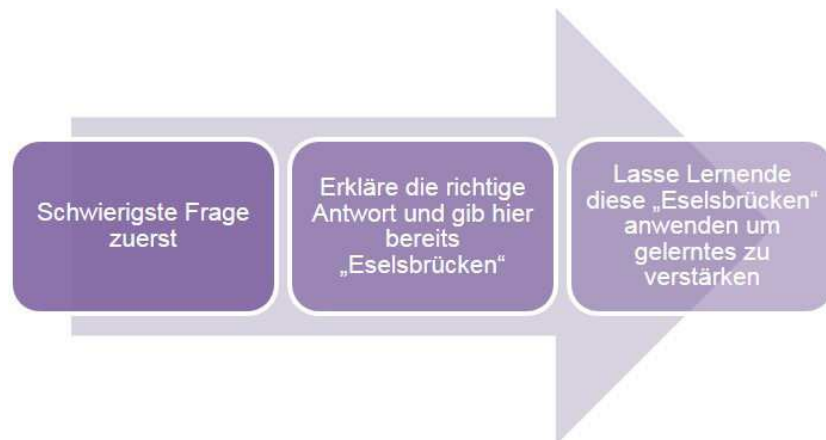 Schwierigste Frage
zuerst
Erkläre die richtige
Antwort und gib hier
bereits
„Eselsbrücken“
Lasse Lernende
diese „Eselsbrücken“
anwenden um
gelerntes zu
verstärken